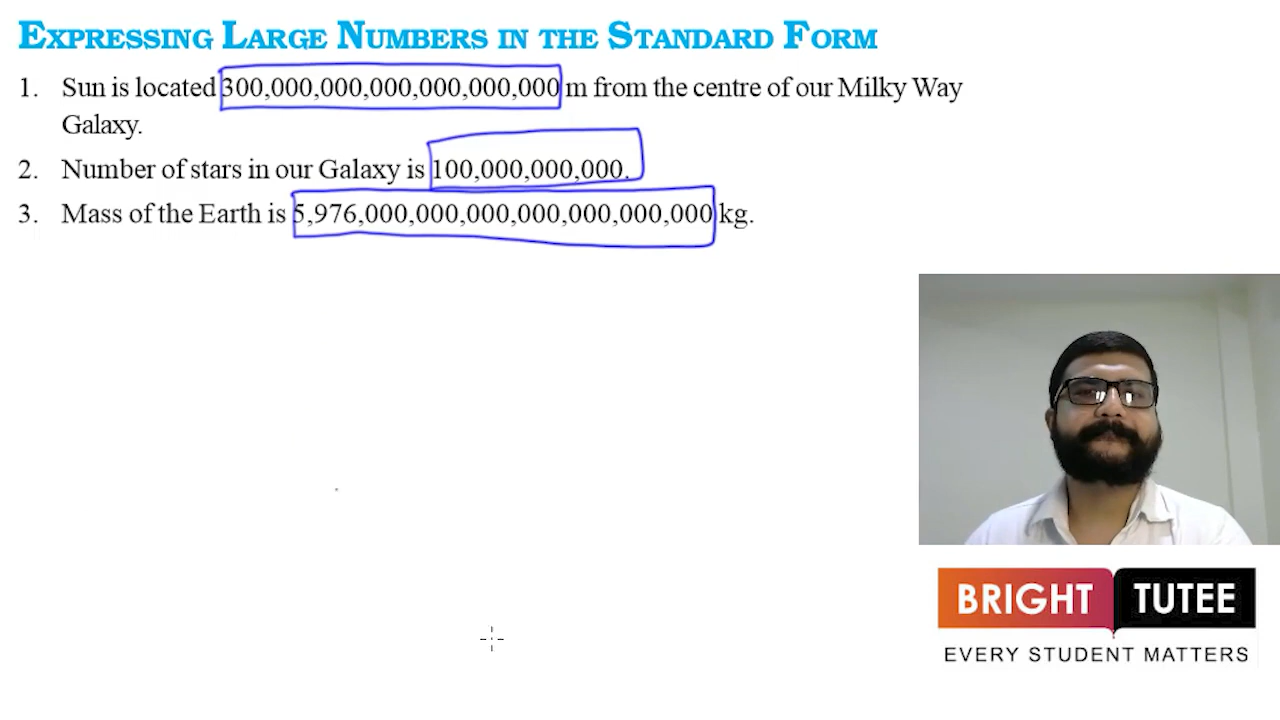 EXPRESSING LARGE NUMBERS IN THE STANDARD FORM
1. Sun is located 300,000,000,000,000,000,000 m from the centre of our Milky Way
Galaxy.
2. Number of stars in our Galaxy is 100,000,000,000.
3. Mass of the Earth is 5,976,000,000,000,000,000,000,000 kg.
BRIGHT TUTEE
EVERY STUDENT MATTERS